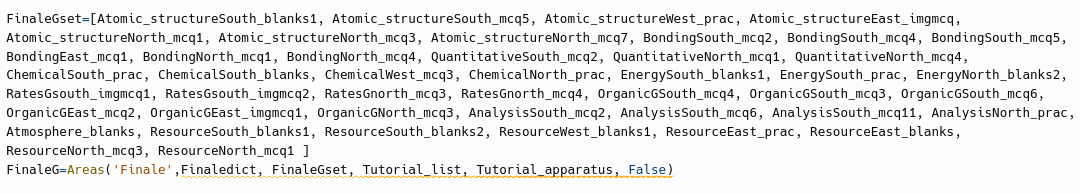 FinaleGset=[Atomic_structureSouth_blanks1, Atomic_structureSouth_mcq5, Atomic_structureWest_prac, Atomic_structureEast_imgmcq,
Atomic_structureNorth_mcq1, Atomic_structureNorth_mcq3, Atomic_structureNorth_mcq7, BondingSouth_mcq2, BondingSouth_mcq4, BondingSouth_mcq5,
BondingEast_mcq1, BondingNorth_mcq1, BondingNorth_mcq4, QuantitativeSouth_mcq2, QuantitativeNorth_mcq1, QuantitativeNorth_mcq4,
ChemicalSouth_prac, ChemicalSouth_blanks, ChemicalWest_mcq3, ChemicalNorth_prac, EnergySouth_blanks1, EnergySouth_prac, EnergyNorth_blanks2,
RatesGsouth_imgmcq1, RatesGsouth_imgmcq2, RatesGnorth_mcq3, RatesGnorth_mcq4, OrganicGSouth_mcq4, OrganicGSouth_mcq3, OrganicGSouth_mcq6,
OrganicGEast_mcq2, OrganicGEast_imgmcq1, OrganicGNorth_mcq3, AnalysisSouth_mcq2, AnalysisSouth_mcq6, AnalysisSouth_mcq11, AnalysisNorth_prac,
Atmosphere_blanks, ResourceSouth_blanks1, ResourceSouth_blanks2, ResourceWest_blanks1, ResourceEast_prac, ResourceEast_blanks,
ResourceNorth_mcq3, ResourceNorth_mcq1 ]
FinaleG=Areas('Finale',Finaledict, FinaleGset, Tutorial_list, Tutorial_apparatus, False)